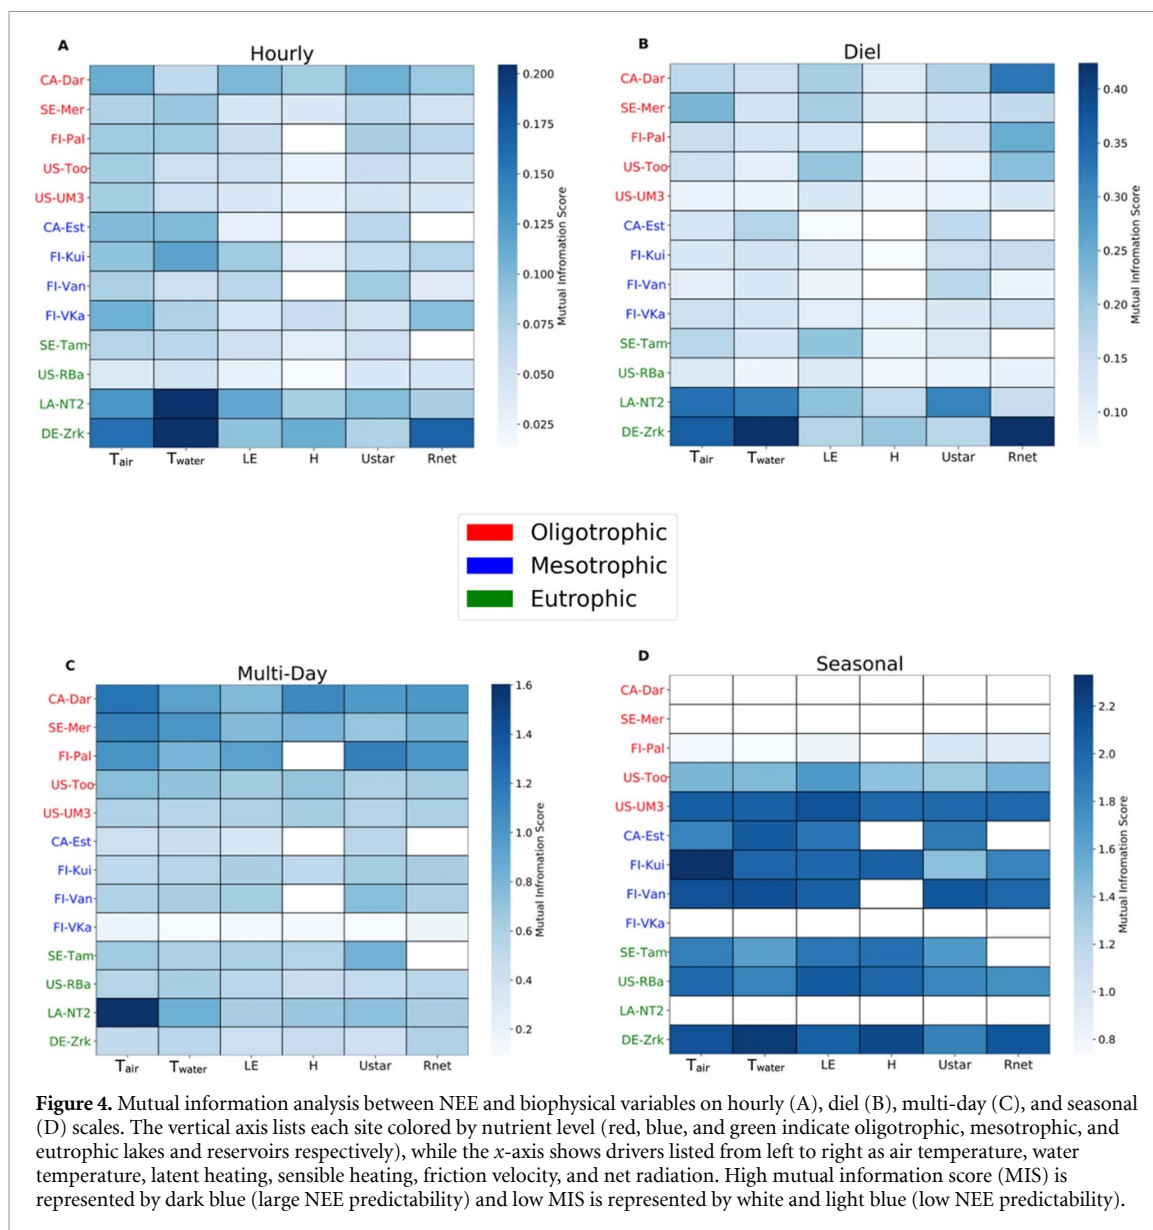 A
Hourly
CA-Dar
SE-Mer
FI-Pal
US-Too
US-UM3
CA-Est
FI-Kui
FI-Van
FI-VKa
SE-Tam
US-RBa
LA-NT2
DE-Zrk
Tair
Twater
LE
H
Ustar
Rnet
0.200
0.175
0.150
0.125
0.100
0.075
0.050
0.025
Mutual Infromation Score
B
Diel
CA-Dar
SE-Mer
FI-Pal
US-Too
US-UM3
CA-Est
FI-Kui
FI-Van
FI-VKa
SE-Tam
US-RBa
LA-NT2
DE-Zrk
Tair
Twater
LE
H
Ustar
Rnet
0.40
0.35
0.30
0.25
0.20
0.15
0.10
Mutual Infromation Score
Oligotrophic
Mesotrophic
Eutrophic
C
Multi-Day
CA-Dar
SE-Mer
FI-Pal
US-Too
US-UM3
CA-Est
FI-Kui
FI-Van
FI-VKa
SE-Tam
US-RBa
LA-NT2
DE-Zrk
Tair
Twater
LE
H
Ustar
Rnet
1.6
1.4
1.2
1.0
0.8
0.6
0.4
0.2
Mutual Infromation Score
D
Seasonal
CA-Dar
SE-Mer
FI-Pal
US-Too
US-UM3
CA-Est
FI-Kui
FI-Van
FI-VKa
SE-Tam
US-RBa
LA-NT2
DE-Zrk
Tair
Twater
LE
H
Ustar
Rnet
2.2
2.0
1.8
1.6
1.4
1.2
1.0
0.8
Mutual Infromation Score
Figure 4. Mutual information analysis between NEE and biophysical variables on hourly (A), diel (B), multi-day (C), and seasonal
(D) scales. The vertical axis lists each site colored by nutrient level (red, blue, and green indicate oligotrophic, mesotrophic, and
eutrophic lakes and reservoirs respectively), while the x-axis shows drivers listed from left to right as air temperature, water
temperature, latent heating, sensible heating, friction velocity, and net radiation. High mutual information score (MIS) is
represented by dark blue (large NEE predictability) and low MIS is represented by white and light blue (low NEE predictability).